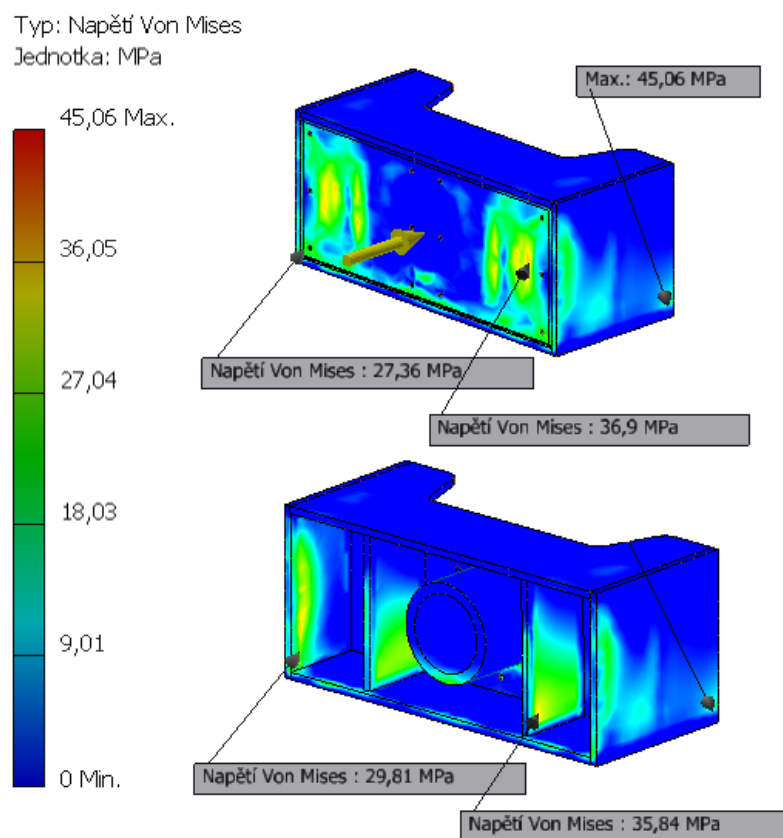 Typ: Napětí Von Mises
Jednotka: MPa
45,06 Max.
36,05
27,04
18,03
9,01
0 Min.
Max.: 45,06 MPa
Napětí Von Mises : 27,36 MPa
Napětí Von Mises : 36,9 MPa
Napětí Von Mises : 29,81 MPa
Napětí Von Mises : 35,84 MPa